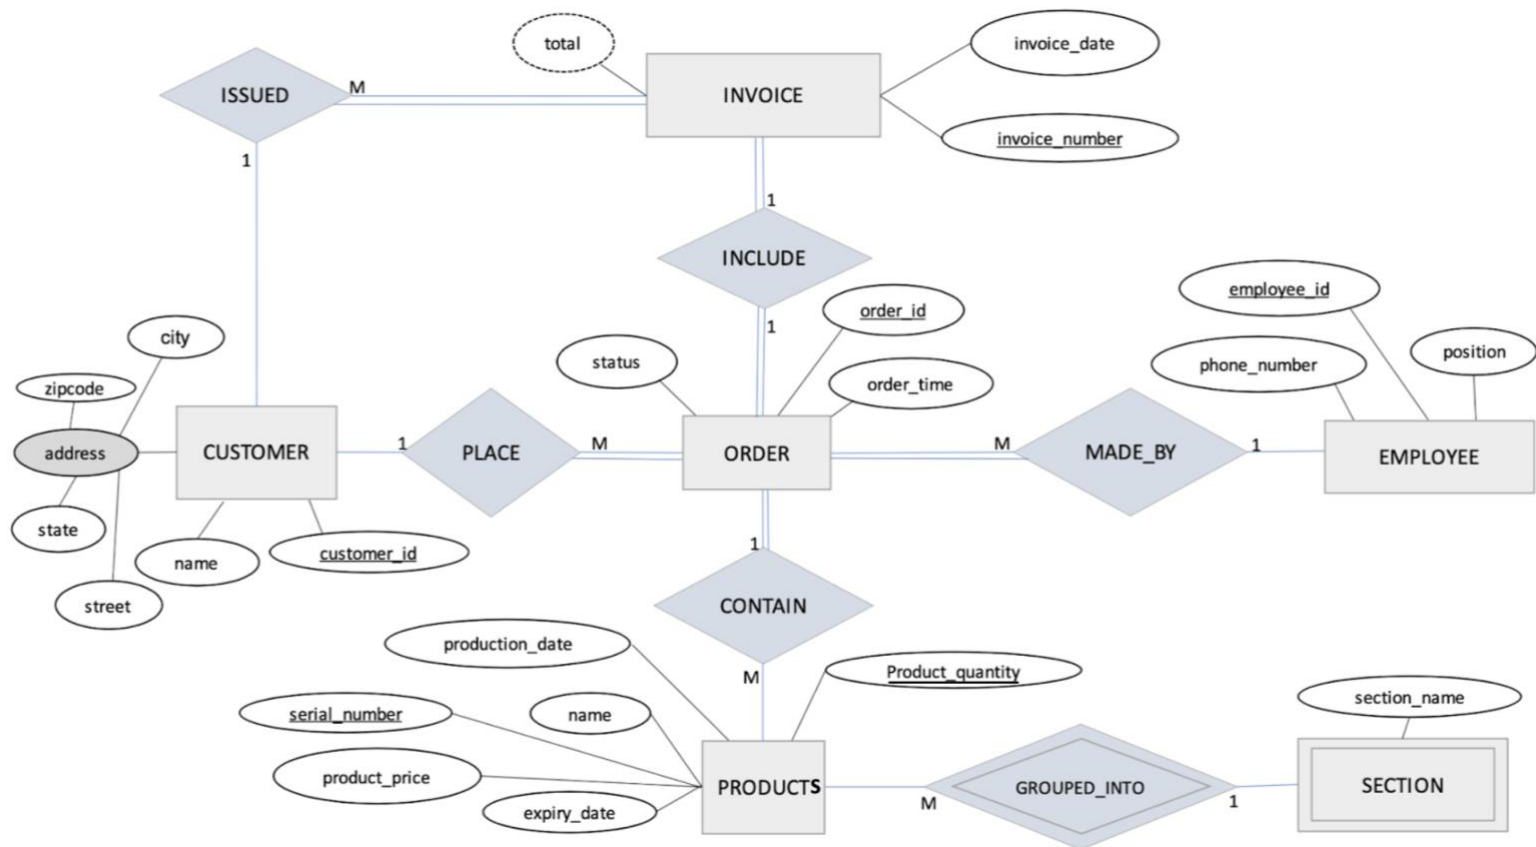 total
invoice_date
ISSUED
M
INVOICE
invoice_number
1
1
INCLUDE
employee_id
order_id
1
city
status
position
phone_number
order_time
zipcode
address
CUSTOMER
1
PLACE
M
ORDER
M
MADE_BY
1
EMPLOYEE
state
name
customer_id
1
street
CONTAIN
production_date
M
Product_quantity
section_name
serial_number
name
product_price
PRODUCTS
GROUPED_INTO
SECTION
M
1
expiry_date